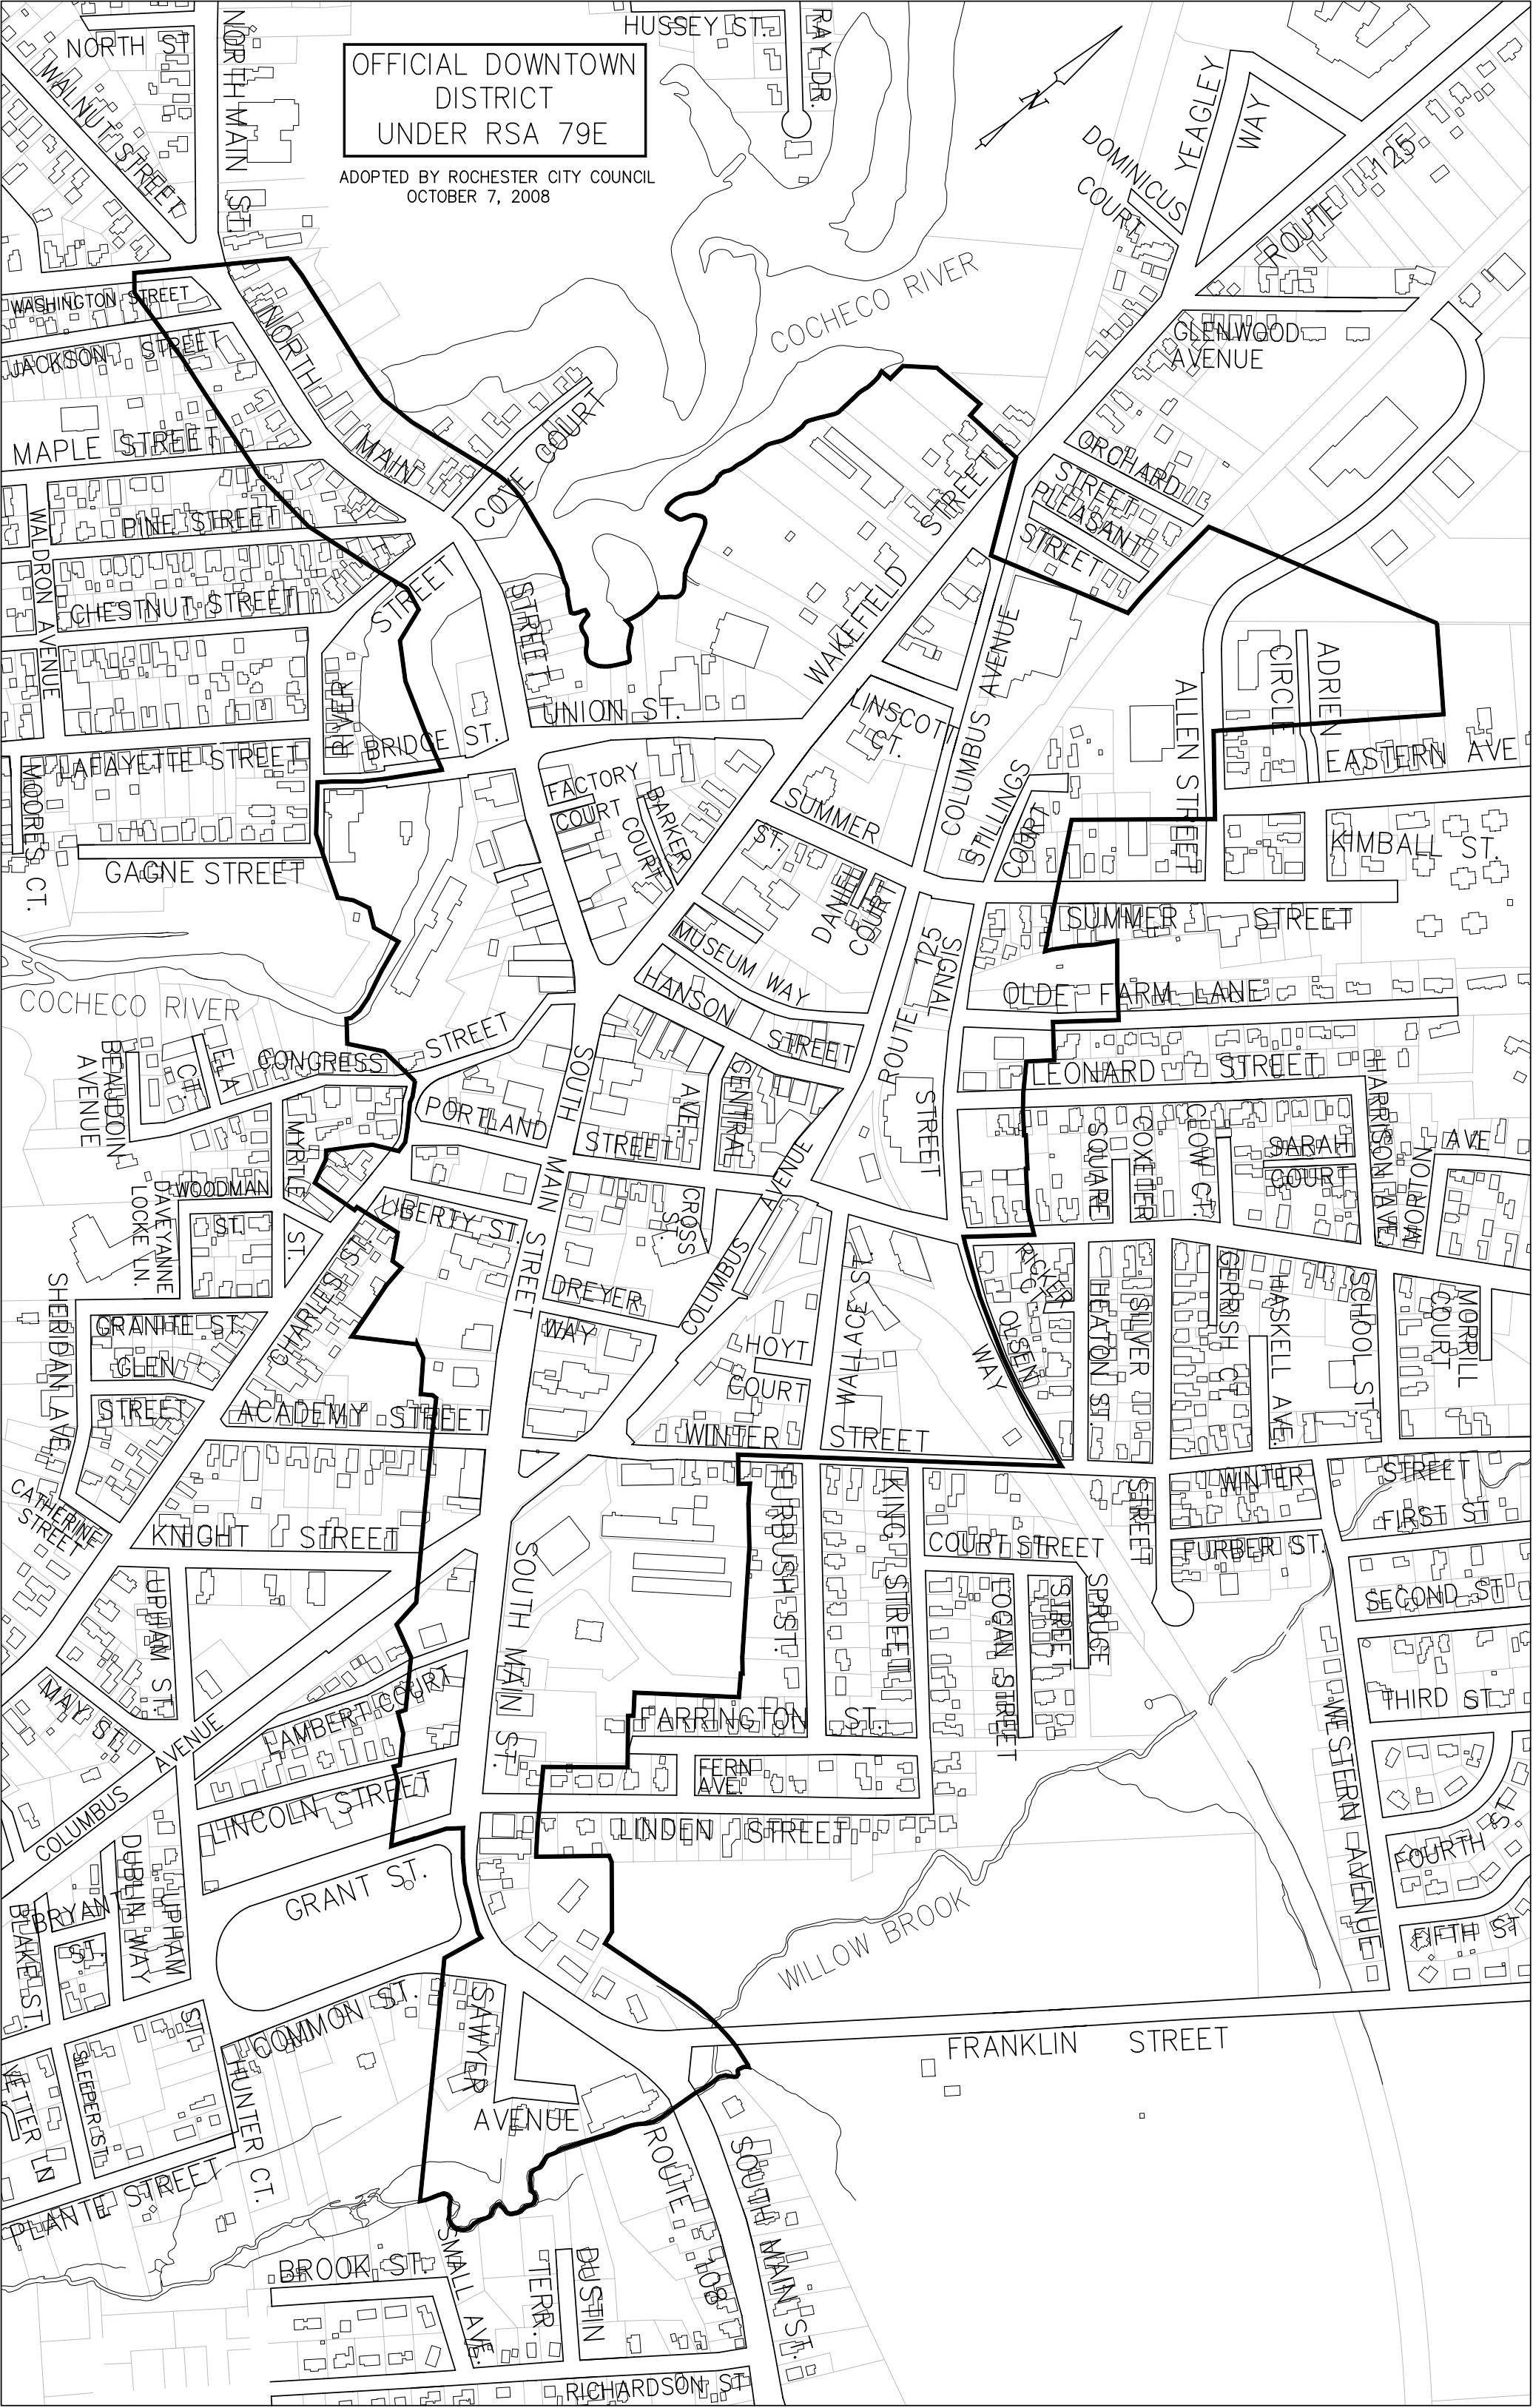 HUSSEY ST.
RAY DR.
NORTH ST.
WALNUT STREET
NORTH MAIN ST.
OFFICIAL DOWNTOWN
DISTRICT
UNDER RSA 79E
ADOPTED BY ROCHESTER CITY COUNCIL
OCTOBER 7, 2008
N
YEAGLEY
WAY
DOMINICUS
COURT
ROUTE 125
COCHECO RIVER
WASHINGTON STREET
JACKSON STREET
NORTH
MAIN
STREET
GLENWOOD
AVENUE
MAPLE STREET
COVE COURT
ORCHARD
STREET
PLEASANT
STREET
PINE STREET
WALDRON AVENUE
CHESTNUT STREET
RIVER
STREET
WAKEFIELD
STREET
COLUMBUS AVENUE
LINSCOTT
CT.
UNION ST.
BRIDGE ST.
ALLEN STREET
ADRIEN
CIRCLE
EASTERN AVE
LAFAYETTE STREET
MOORES CT.
FACTORY
COURT
BARKER
COURT
SUMMER
ST.
STILLINGS
COURT
KIMBALL ST.
GAGNE STREET
DANIEL
COURT
SUMMER STREET
MUSEUM WAY
HANSON STREET
ROUTE 125
SIGNAL
STREET
OLDE FARM LANE
COCHECO RIVER
BEAUDOIN
AVENUE
ELA
CT.
CONGRESS STREET
LEONARD STREET
HARRISON AVE.
PORTLAND
STREET
SOUTH
MAIN
STREET
CENTRAL
AVE.
MYRTLE
ST.
SQUARE
COXETER
CLOW CT.
SARAH
COURT
NORTON
AVE
WOODMAN
ST.
DAVEYANNE
LOCKE LN.
LIBERTY ST.
CROSS
ST.
COLUMBUS AVENUE
WALLACE ST.
RICKER
CT.
OLSEN
WAY
HEATON ST.
SILVER
STREET
GERRISH CT.
HASKELL AVE.
SCHOOL ST.
MORRILL
COURT
SHERIDAN AVE.
GRANITE ST.
GLEN
STREET
CHARLES ST.
DREYER
WAY
HOYT
COURT
ACADEMY STREET
WINTER STREET
WINTER STREET
CATHERINE
STREET
KNIGHT STREET
FURBUSH ST.
KING STREET
COURT STREET
FURBER ST.
FIRST ST
SECOND ST
UPHAM ST.
SOUTH MAIN ST.
LOGAN STREET
SPRUCE
STREET
MAY ST.
COLUMBUS AVENUE
LAMBERT COURT
FARRINGTON ST.
THIRD ST
FERN
AVE.
WESTERN AVENUE
LINCOLN STREET
LINDEN STREET
FOURTH ST
GRANT ST.
DUBLIN WAY
UPHAM
ST.
BRYANT
ST.
BLAKE ST.
WILLOW BROOK
FIFTH ST
COMMON ST.
SAWYER
AVENUE
FRANKLIN STREET
VETTER LN
SLEEPER ST.
HUNTER CT.
PLANTE STREET
ROUTE 108
SOUTH MAIN ST.
BROOK ST.
SMALL AVE.
DUSTIN
TERR.
RICHARDSON ST